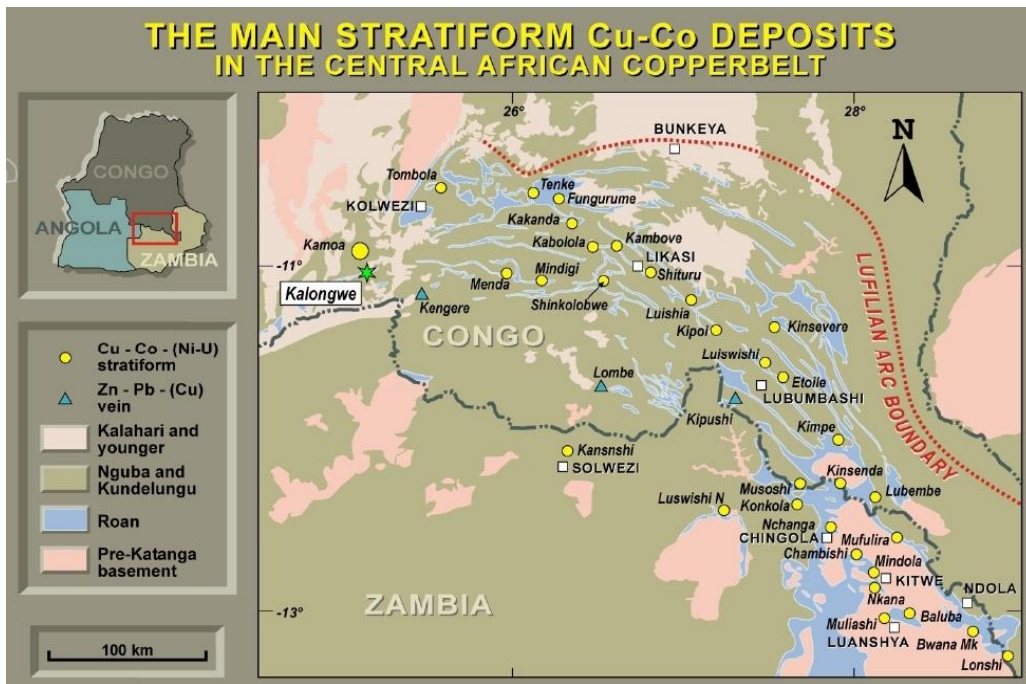 THE MAIN STRATIFORM Cu-Co DEPOSITS
IN THE CENTRAL AFRICAN COPPERBELT
CONGO
ANGOLA
ZAMBIA
Cu - Co - (Ni-U)
stratiform
Zn - Pb - (Cu)
vein
Kalahari and
younger
Nguba and
Kundelungu
Roan
Pre-Katanga
basement
100 km
26
28
N
BUNKEYA
Tombola
Tenke
Fungurume
KOLWEZI
Kakanda
Kamoa
Kabolola
Kambove
LIKASI
-11°
Mindigi
Shituru
Kalongwe
Menda
Shinkolobwe
Kengere
Luishia
CONGO
Kipoi
Kinsevere
LUFILIAN ARC BOUNDARY
Luiswishi
Lombe
Etoile
LUBUMBASHI
Kipushi
Kimpe
Kansnshi
SOLWEZI
Kinsenda
Musoshi
Lubembe
Luswishi N
Konkola
Nchanga
CHINGOLA
Mufulira
Chambishi
Mindola
KITWE
NDOLA
ZAMBIA
-13°
Nkana
Baluba
Muliashi
LUANSHYA
Bwana Mk
Lonshi